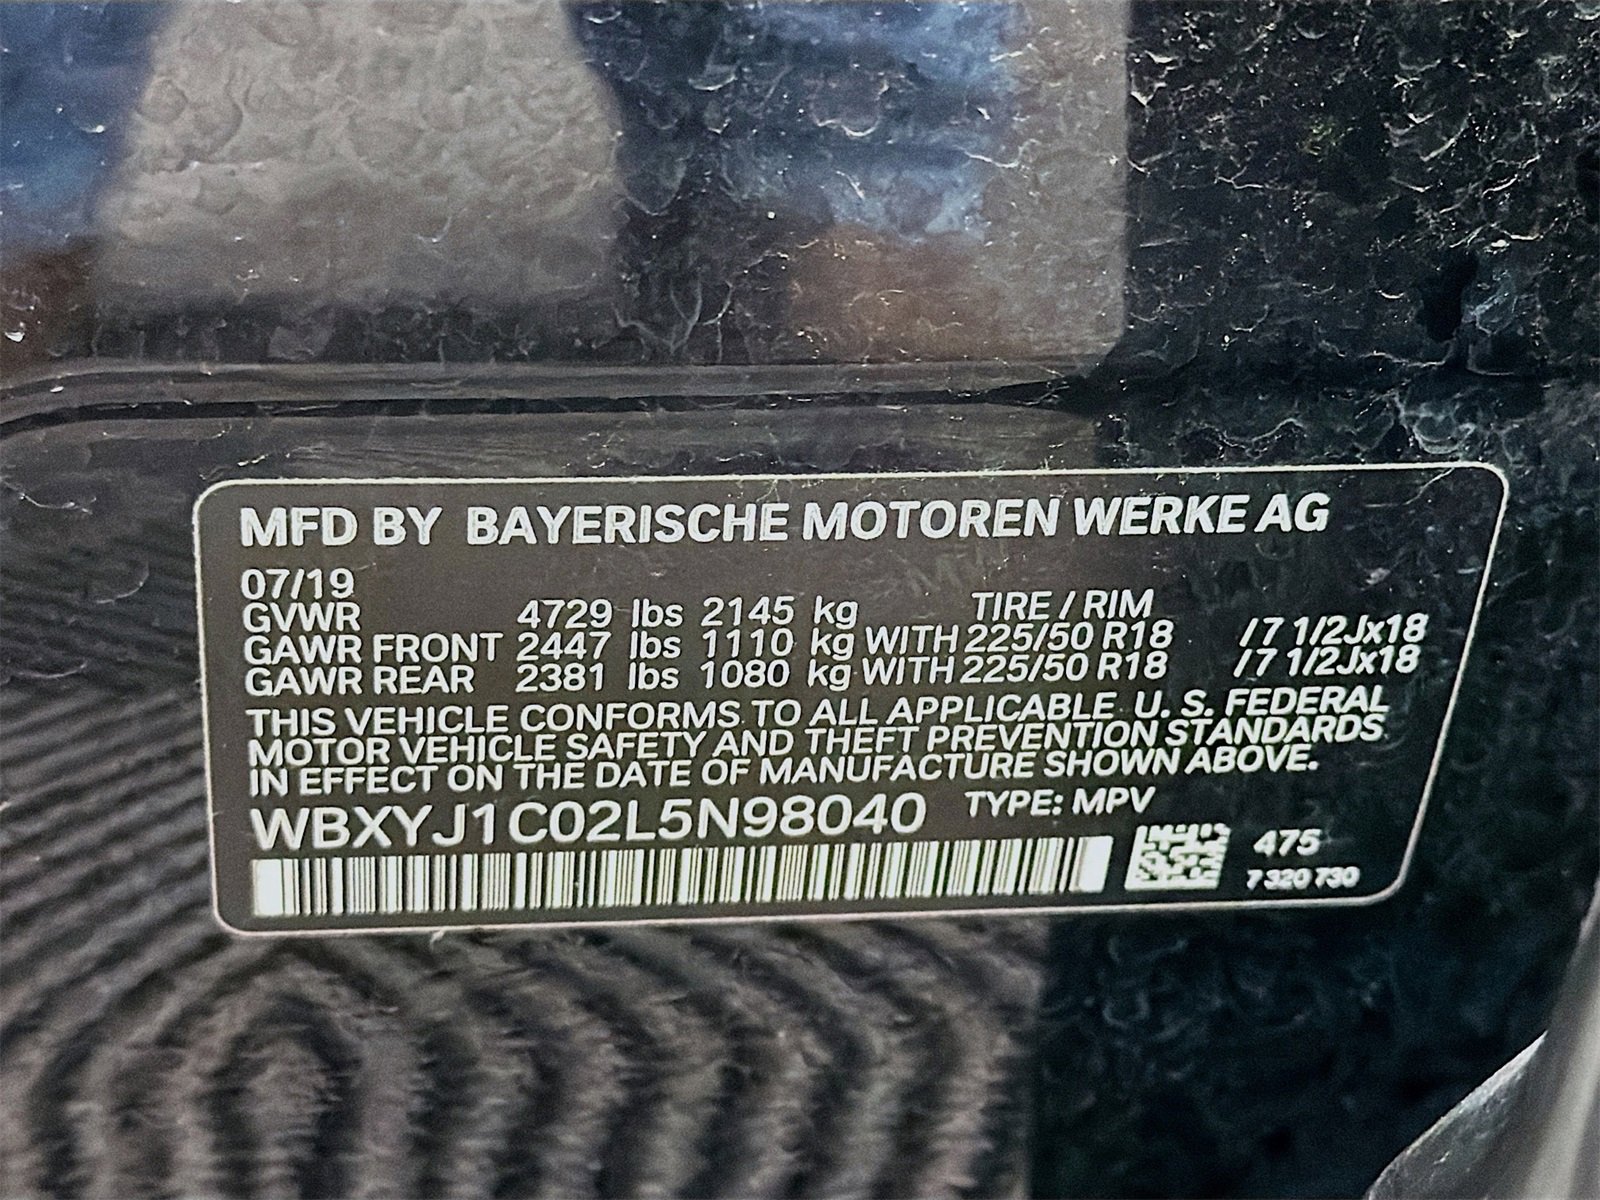 MFD BY BAYERISCHE MOTOREN WERKE AG
07/19
GVWR 4729 lbs 2145 kg TIRE / RIM
GAWR FRONT 2447 lbs 1110 kg WITH 225/50 R18 / 7 1/2Jx18
GAWR REAR 2381 lbs 1080 kg WITH 225/50 R18 / 7 1/2Jx18
THIS VEHICLE CONFORMS TO ALL APPLICABLE U. S. FEDERAL
MOTOR VEHICLE SAFETY AND THEFT PREVENTION STANDARDS
IN EFFECT ON THE DATE OF MANUFACTURE SHOWN ABOVE.
WBXYJ1C02L5N98040 TYPE: MPV
475
7 320 730